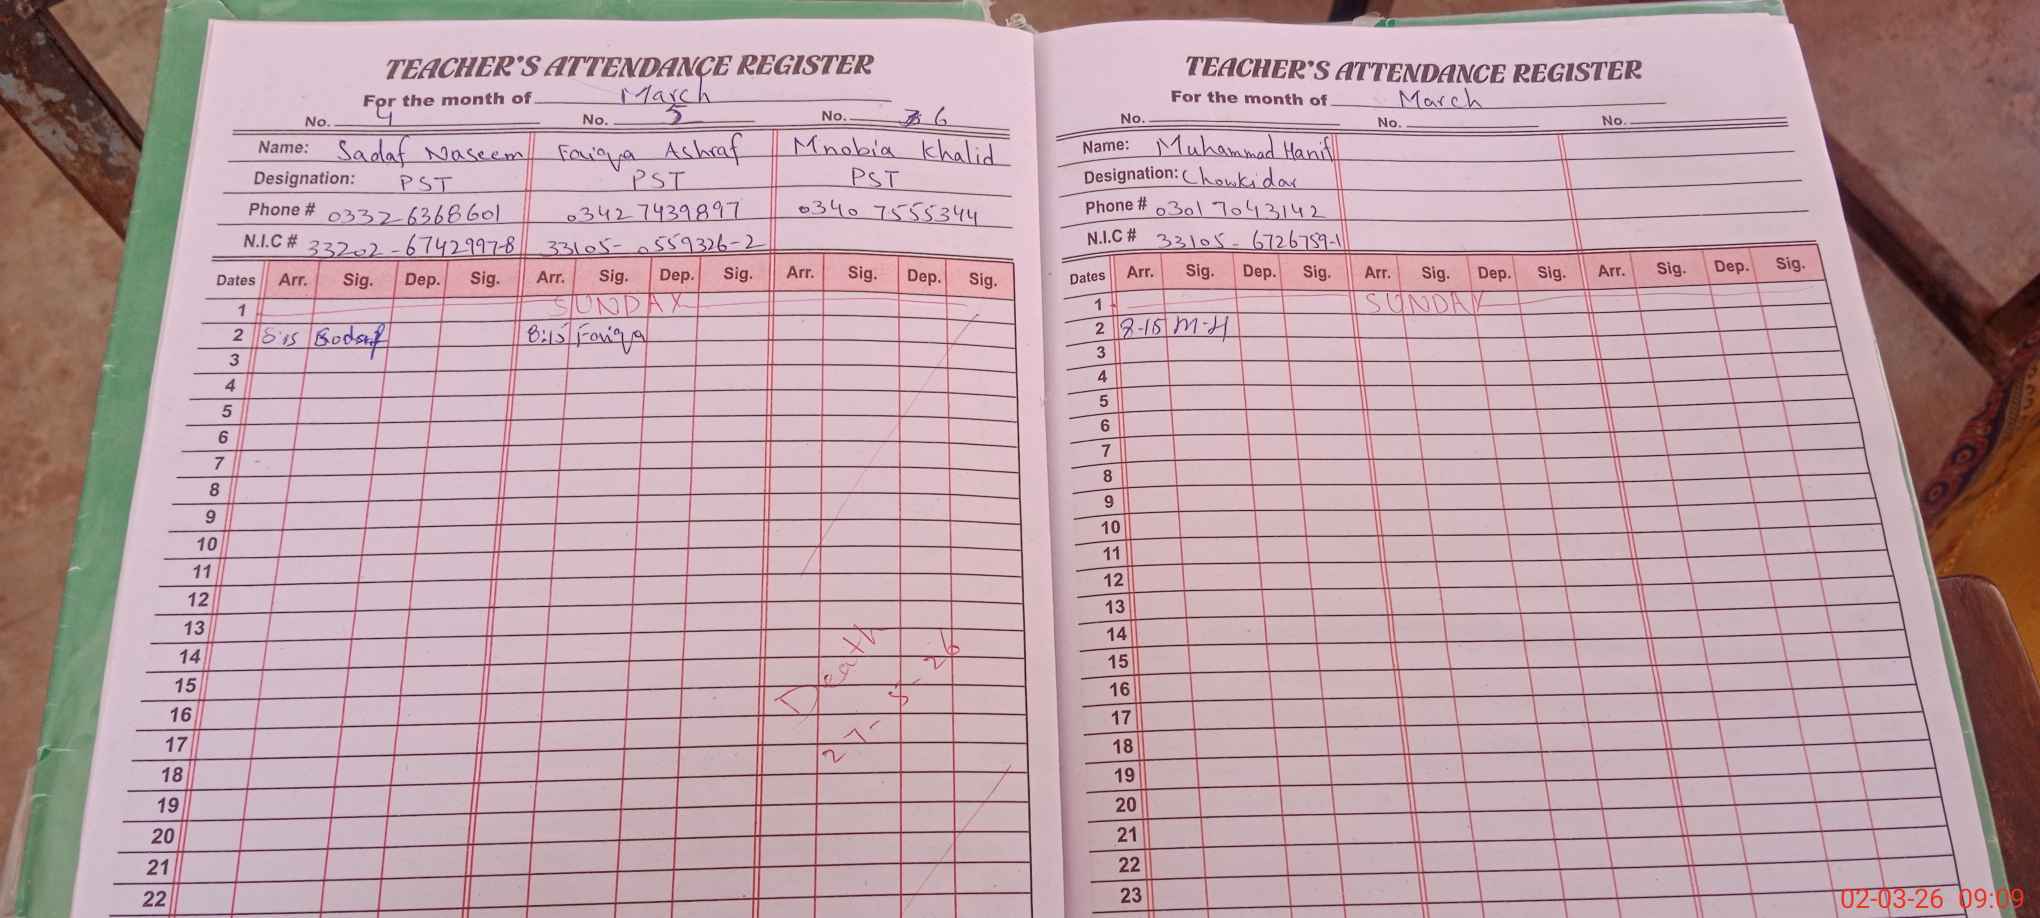 TEACHER'S ATTENDANCE REGISTER
For the month of March
No. 4 No. 5 No. 6
Name: Sadaf Naseem Faiqa Ashraf Mnobia Khalid
Designation: PST PST PST
Phone # 0332 6368601 03427439897 0340 7555344
N.I.C # 33202-6742997-8 33105-0559326-2
Dates Arr. Sig. Dep. Sig. Arr. Sig. Dep. Sig. Arr. Sig. Dep. Sig.
1 SUNDAY
2 8:15 Sadaf 8:15 Faiqa
3
4
5
6
7
8
9
10
11
12
13
14
15
16
17
18
19
20
21
22
Death
27- -26
TEACHER'S ATTENDANCE REGISTER
For the month of March
No. No. No.
Name: Muhammad Hanif
Designation: Chowkidar
Phone # 03017043142
N.I.C # 33105-6726759-1
Dates Arr. Sig. Dep. Sig. Arr. Sig. Dep. Sig. Arr. Sig. Dep. Sig.
1 SUNDAY
2 8-15 M-H
3
4
5
6
7
8
9
10
11
12
13
14
15
16
17
18
19
20
21
22
23
02-03-26 09:09